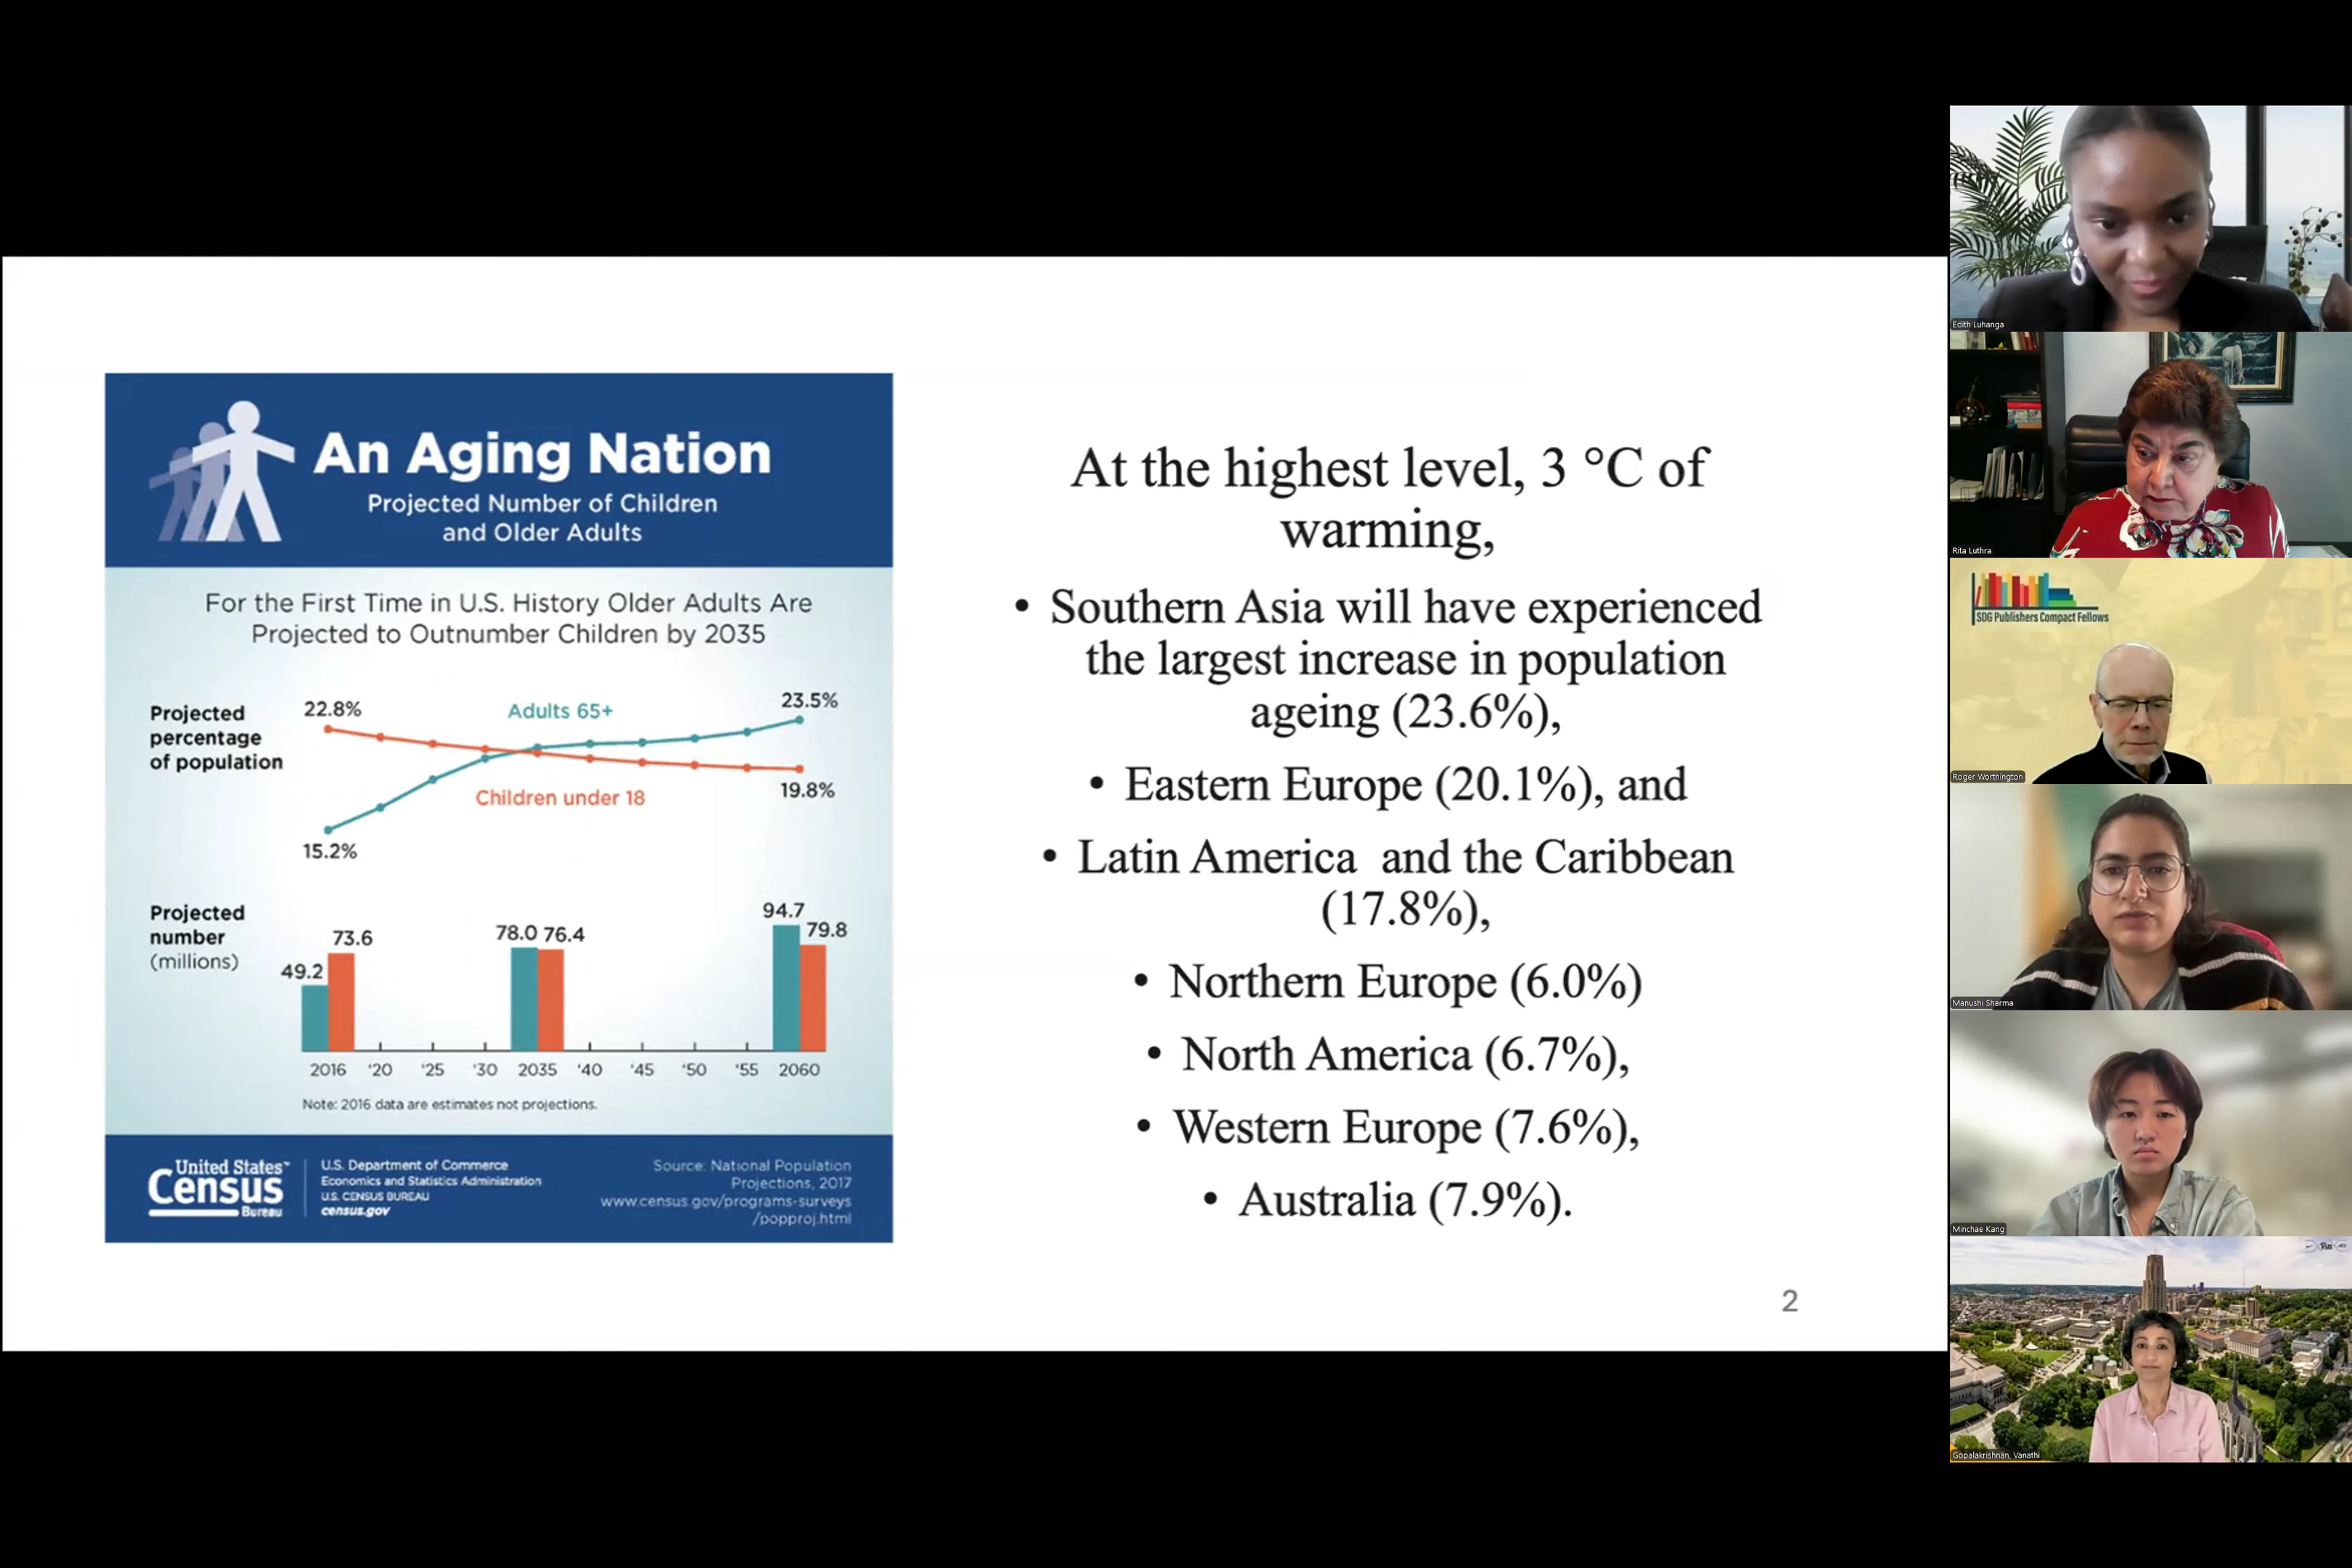 An Aging Nation
Projected Number of Children
and Older Adults
For the First Time in U.S. History Older Adults Are
Projected to Outnumber Children by 2035
Projected
percentage
of population
22.8%
Adults 65+
23.5%
15.2%
Children under 18
19.8%
Projected
number
(millions)
49.2
73.6
78.0 76.4
94.7
79.8
2016 '20 '25 '30 2035 '40 '45 '50 '55 2060
Note: 2016 data are estimates not projections.
United States™
Census
Bureau
U.S. Department of Commerce
Economics and Statistics Administration
U.S. CENSUS BUREAU
census.gov
Source: National Population
Projections, 2017
www.census.gov/programs-surveys
/popproj.html
At the highest level, 3 °C of
warming,
• Southern Asia will have experienced
the largest increase in population
ageing (23.6%),
• Eastern Europe (20.1%), and
• Latin America and the Caribbean
(17.8%),
• Northern Europe (6.0%)
• North America (6.7%),
• Western Europe (7.6%),
• Australia (7.9%).
2
Edith Luhanga
Rita Luthra
SDG Publishers Compact Fellows
Roger Worthington
Manushi Sharma
Minchae Kang
Pitt
Gopalakrishnan, Vanathi